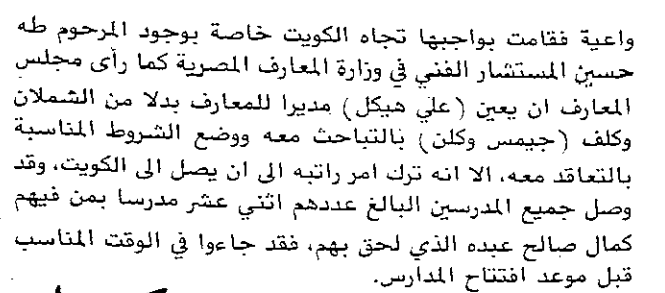 واعية فقامت بواجبها تجاه الكويت خاصة بوجود المرحوم طه
حسين المستشار الفني في وزارة المعارف المصرية كما رأى مجلس
المعارف ان يعين (علي هيكل) مديرا للمعارف بدلا من الشملان
وكلف (جيمس وكلن) بالتباحث معه ووضع الشروط المناسبة
بالتعاقد معه، الا انه ترك امر راتبه الى ان يصل الى الكويت، وقد
وصل جميع المدرسين البالغ عددهم اثني عشر مدرسا بمن فيهم
كمال صالح عبده الذي لحق بهم، فقد جاءوا في الوقت المناسب
قبل موعد افتتاح المدارس.